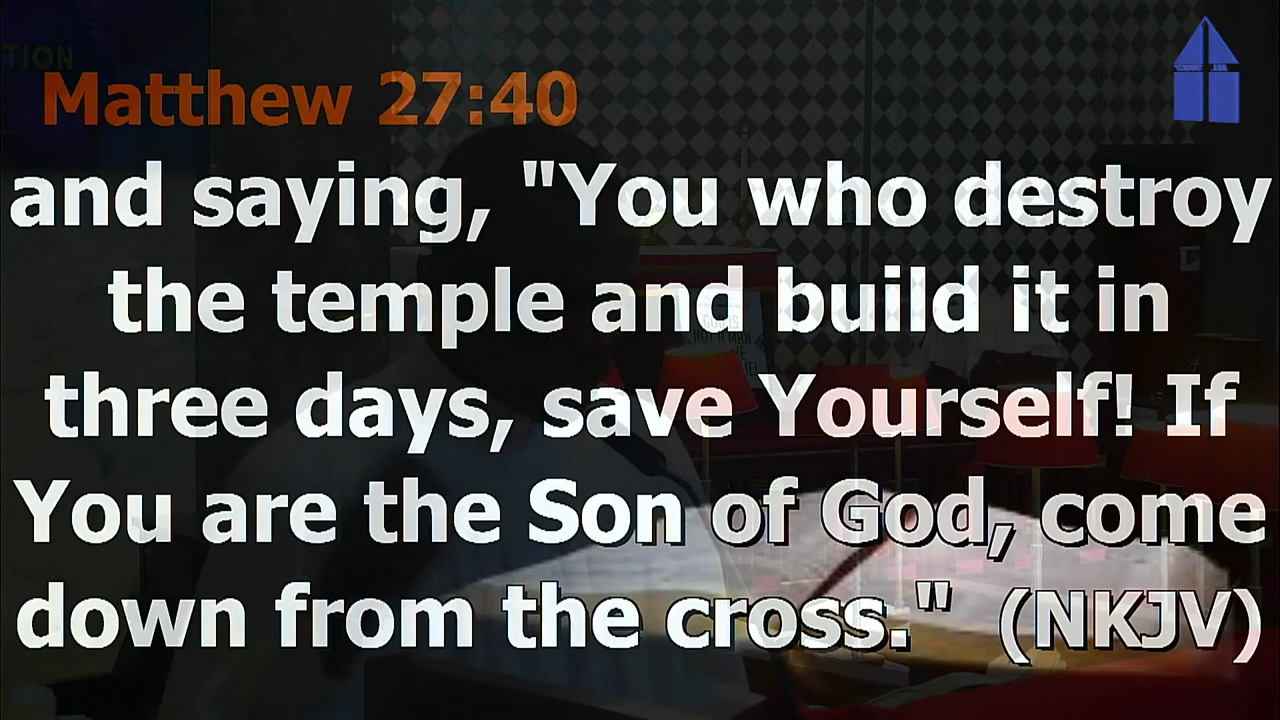 TION
Matthew 27:40
and saying, "You who destroy
the temple and build it in
three days, save Yourself! If
You are the Son of God, come
down from the cross." (NKJV)